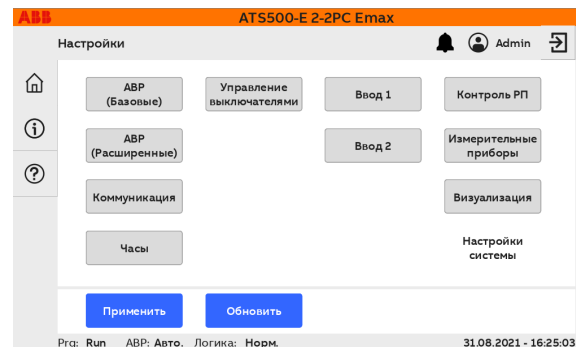 ABB ATS500-E 2-2PC Emax
Настройки Admin
АВР
(Базовые)
Управление
выключателями
Ввод 1
Контроль РП
АВР
(Расширенные)
Ввод 2
Измерительные
приборы
Коммуникация
Визуализация
Часы
Настройки
системы
Применить
Обновить
Prg: Run АВР: Авто. Логика: Норм. 31.08.2021 - 16:25:03